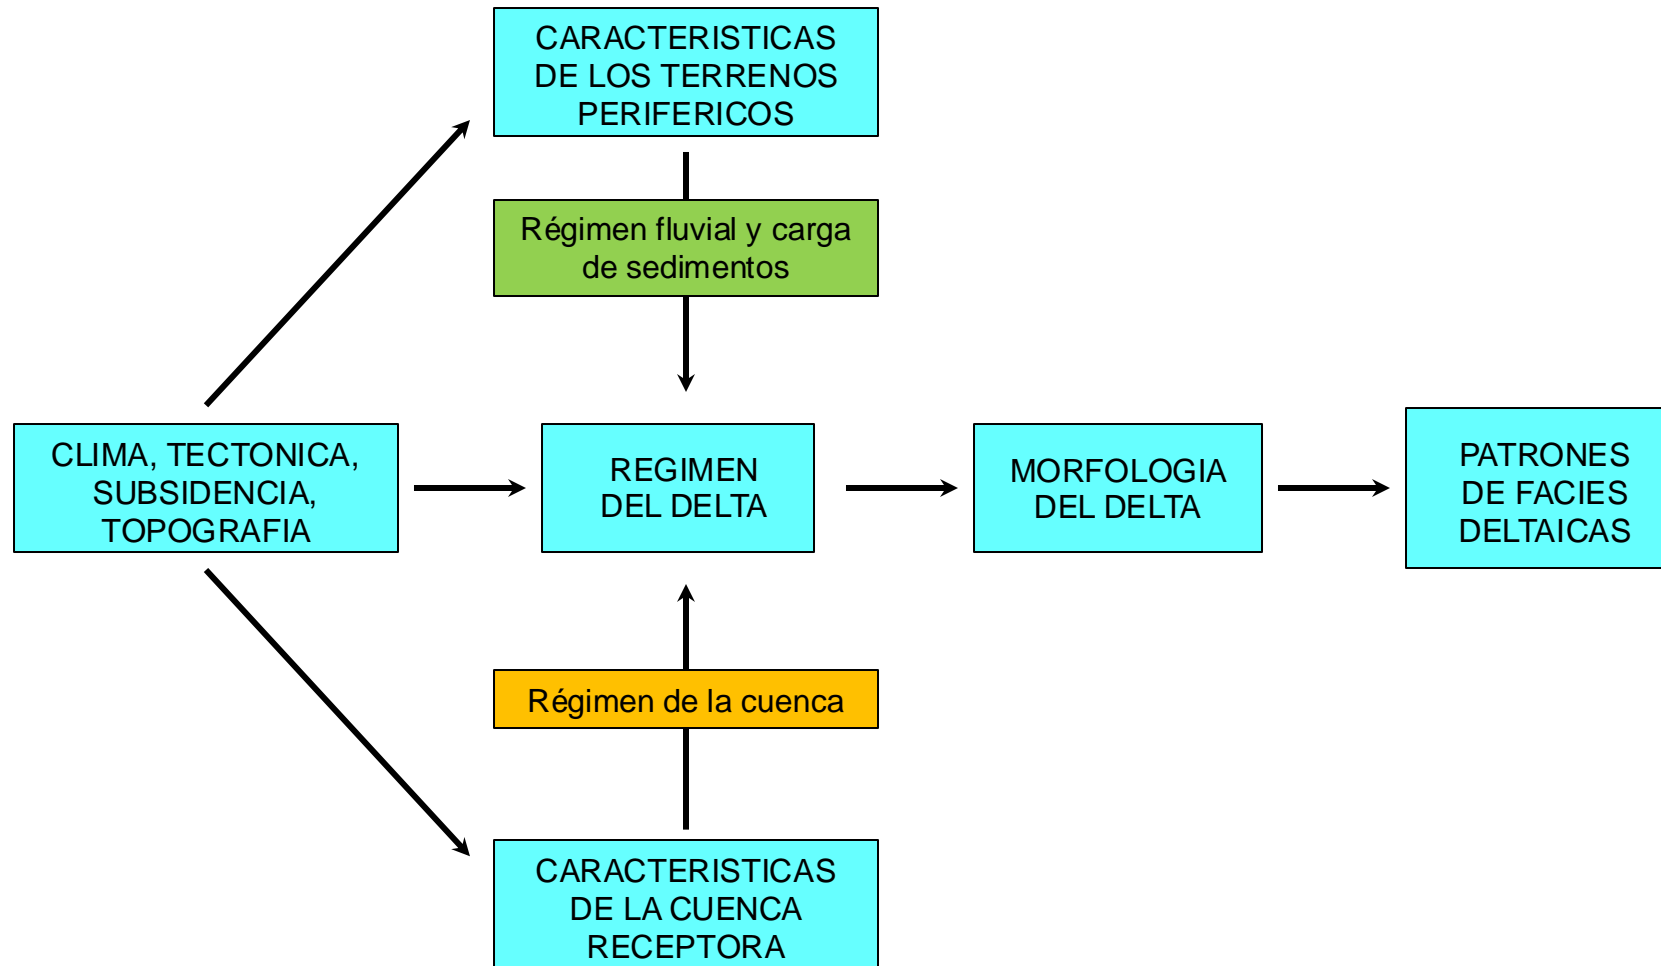 CARACTERISTICAS
DE LOS TERRENOS
PERIFERICOS
Régimen fluvial y carga
de sedimentos
CLIMA, TECTONICA,
SUBSIDENCIA,
TOPOGRAFIA
REGIMEN
DEL DELTA
MORFOLOGIA
DEL DELTA
PATRONES
DE FACIES
DELTAICAS
Régimen de la cuenca
CARACTERISTICAS
DE LA CUENCA
RECEPTORA